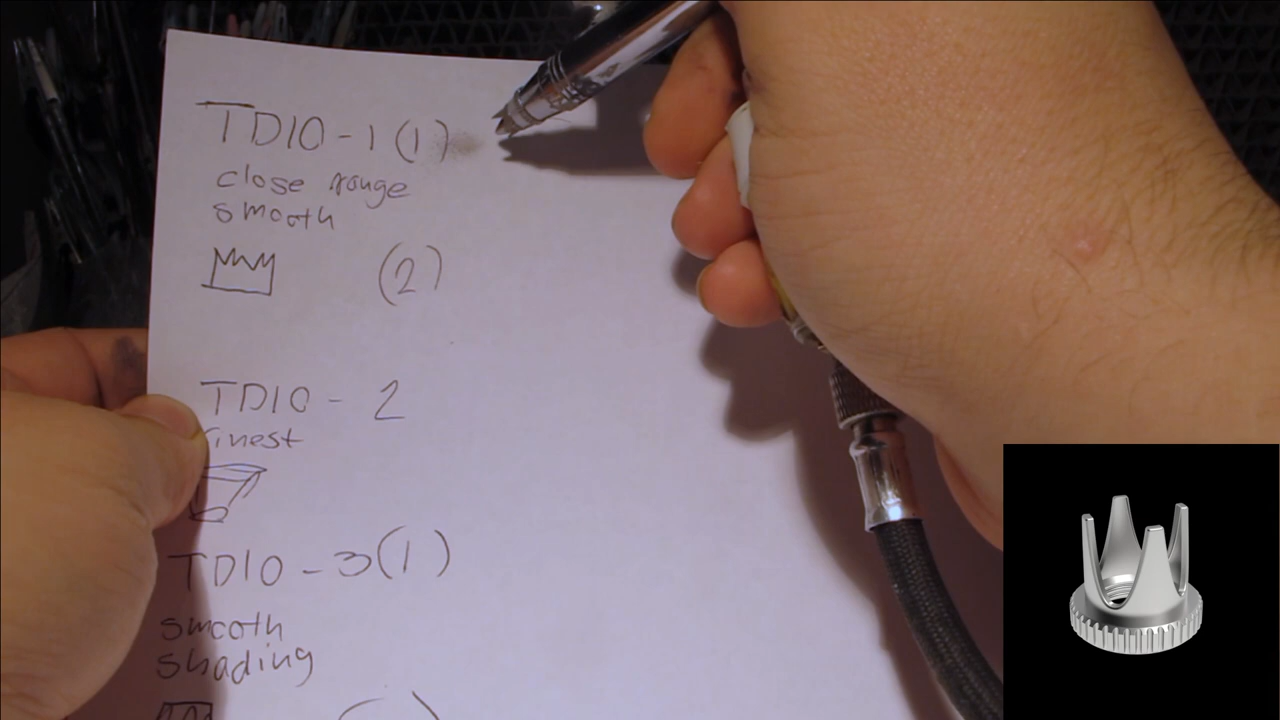 TD10-1 (1)
close range
smooth
(2)
TD10 - 2
finest
TD10 - 3 (1)
smooth
shading